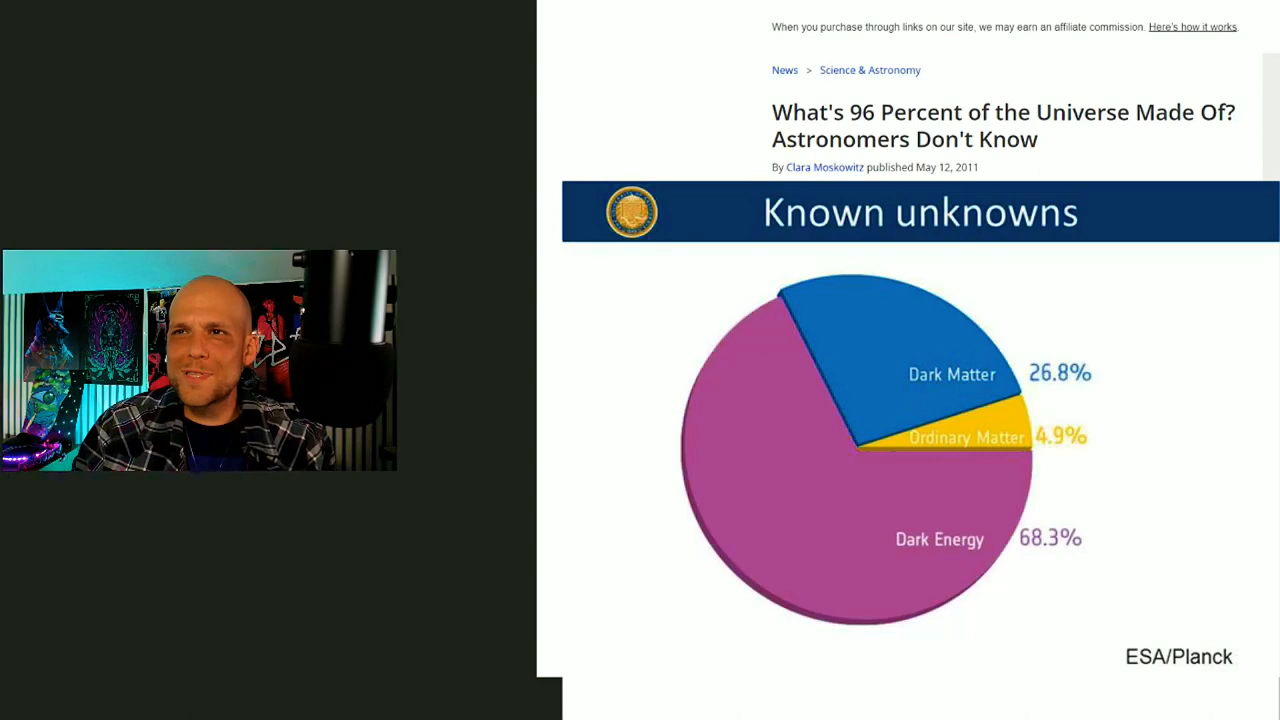 When you purchase through links on our site, we may earn an affiliate commission. Here's how it works.
News > Science & Astronomy
What's 96 Percent of the Universe Made Of?
Astronomers Don't Know
By Clara Moskowitz published May 12, 2011
Known unknowns
Dark Matter 26.8%
Ordinary Matter 4.9%
Dark Energy 68.3%
ESA/Planck